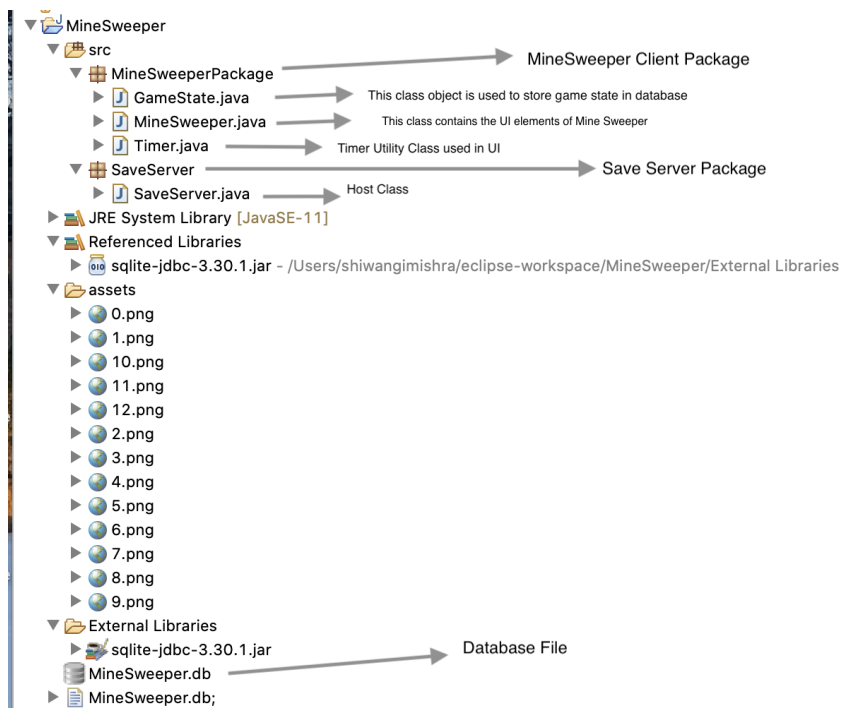 MineSweeper
src
MineSweeperPackage
MineSweeper Client Package
GameState.java
This class object is used to store game state in database
MineSweeper.java
This class contains the UI elements of Mine Sweeper
Timer.java
Timer Utility Class used in UI
SaveServer
Save Server Package
SaveServer.java
Host Class
JRE System Library [JavaSE-11]
Referenced Libraries
sqlite-jdbc-3.30.1.jar - /Users/shiwangimishra/eclipse-workspace/MineSweeper/External Libraries
assets
0.png
1.png
10.png
11.png
12.png
2.png
3.png
4.png
5.png
6.png
7.png
8.png
9.png
External Libraries
sqlite-jdbc-3.30.1.jar
Database File
MineSweeper.db
MineSweeper.db;